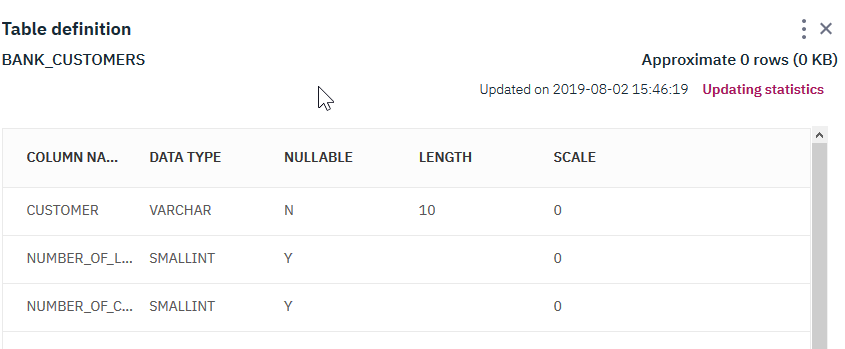 Table definition
BANK_CUSTOMERS Approximate 0 rows (0 KB)
Updated on 2019-08-02 15:46:19 Updating statistics
COLUMN NA... DATA TYPE NULLABLE LENGTH SCALE
CUSTOMER VARCHAR N 10 0
NUMBER_OF_L... SMALLINT Y 0
NUMBER_OF_C... SMALLINT Y 0